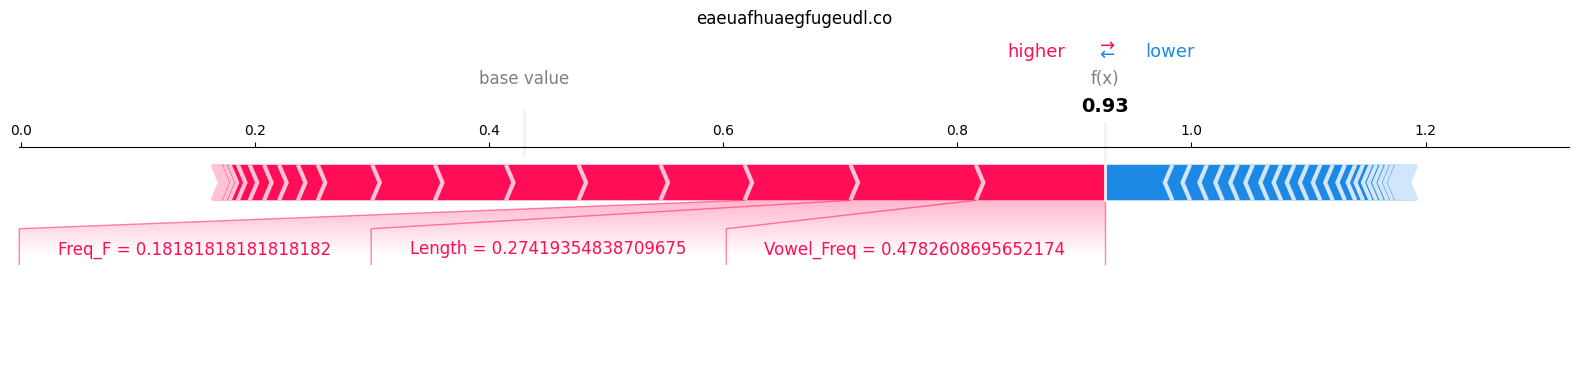 eaeuafhuaegfugeudl.co
higher ⇄ lower
base value f(x)
0.93
0.0 0.2 0.4 0.6 0.8 1.0 1.2
Freq_F = 0.18181818181818182 Length = 0.27419354838709675 Vowel_Freq = 0.4782608695652174